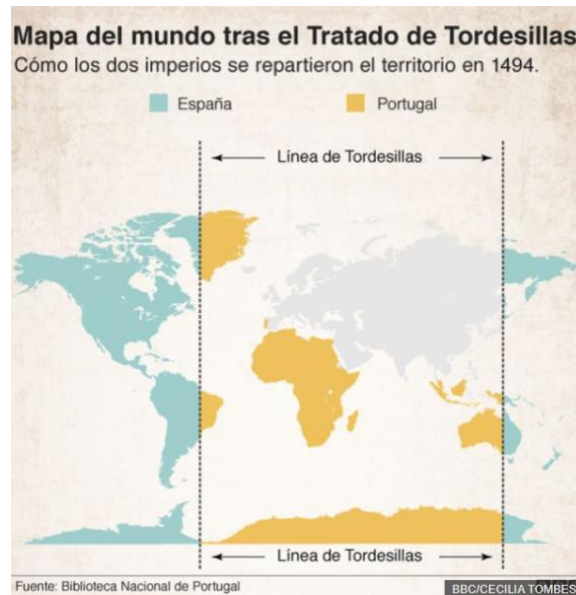 Mapa del mundo tras el Tratado de Tordesillas
Cómo los dos imperios se repartieron el territorio en 1494.
España
Portugal
Línea de Tordesillas
Línea de Tordesillas
Fuente: Biblioteca Nacional de Portugal
BBC/CECILIA TOMBES